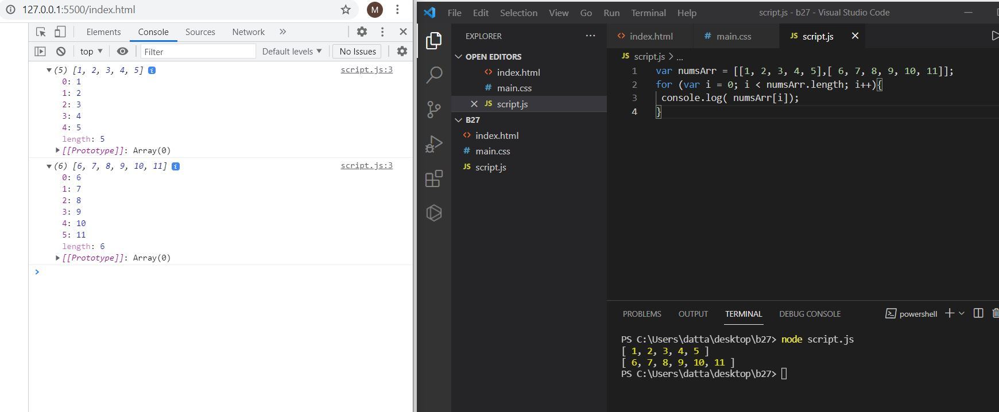 127.0.0.1:5500/index.html
M
Elements Console Sources Network
top Filter Default levels No Issues
(5) [1, 2, 3, 4, 5] i script.js:3
0: 1
1: 2
2: 3
3: 4
4: 5
length: 5
[[Prototype]]: Array(0)
(6) [6, 7, 8, 9, 10, 11] i script.js:3
0: 6
1: 7
2: 8
3: 9
4: 10
5: 11
length: 6
[[Prototype]]: Array(0)
>
File Edit Selection View Go Run Terminal Help script.js - b27 - Visual Studio Code
EXPLORER ...
OPEN EDITORS
<> index.html
# main.css
JS script.js
B27
<> index.html
# main.css
JS script.js
<> index.html # main.css JS script.js
JS script.js > ...
1 var numsArr = [[1, 2, 3, 4, 5],[ 6, 7, 8, 9, 10, 11]];
2 for (var i = 0; i < numsArr.length; i++){
3 console.log( numsArr[i]);
4 }
PROBLEMS OUTPUT TERMINAL DEBUG CONSOLE powershell
PS C:\Users\datta\desktop\b27> node script.js
[ 1, 2, 3, 4, 5 ]
[ 6, 7, 8, 9, 10, 11 ]
PS C:\Users\datta\desktop\b27>